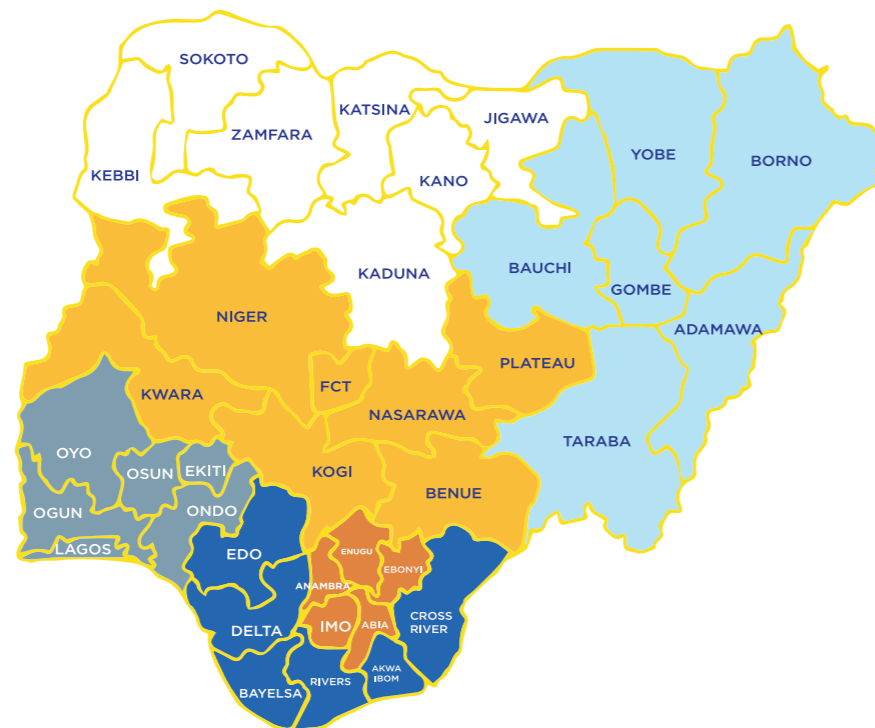 SOKOTO
KATSINA
JIGAWA
ZAMFARA
YOBE
BORNO
KEBBI
KANO
BAUCHI
KADUNA
GOMBE
NIGER
ADAMAWA
PLATEAU
FCT
KWARA
NASARAWA
TARABA
OYO
OSUN
EKITI
KOGI
BENUE
OGUN
ONDO
LAGOS
EDO
ENUGU
EBONYI
ANAMBRA
DELTA
IMO
ABIA
CROSS
RIVER
AKWA
IBOM
RIVERS
BAYELSA